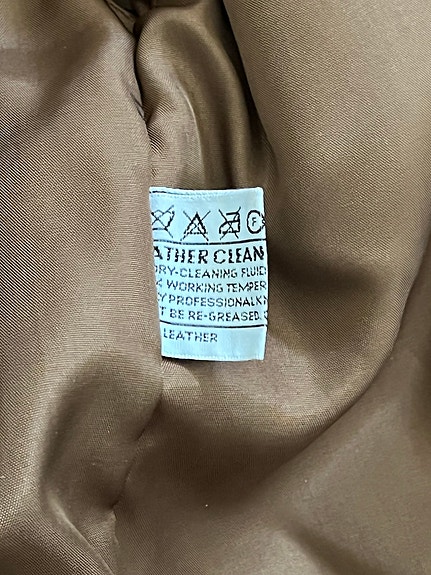 F
ATHER CLEAN
DRY-CLEANING FLUID
WORKING TEMPER
Y PROFESSIONAL K
T BE RE-GREASED.
LEATHER